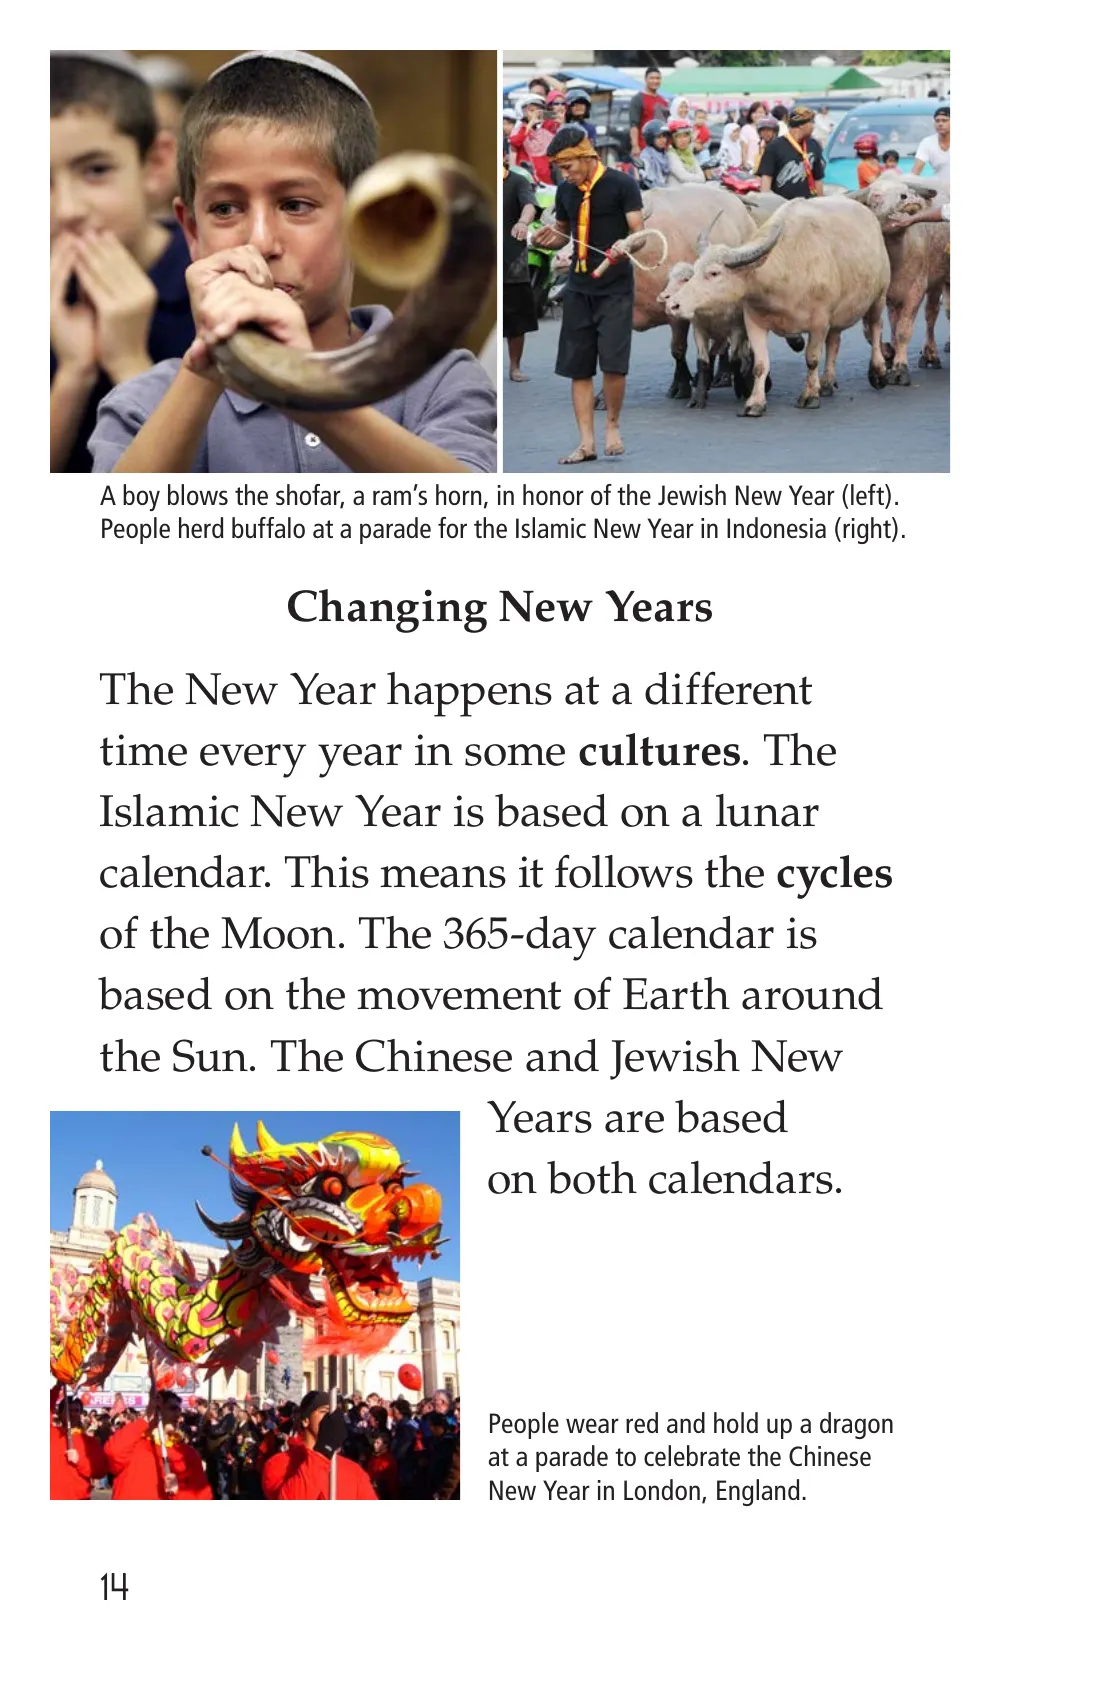 A boy blows the shofar, a ram's horn, in honor of the Jewish New Year (left).
People herd buffalo at a parade for the Islamic New Year in Indonesia (right).
Changing New Years
The New Year happens at a different
time every year in some cultures. The
Islamic New Year is based on a lunar
calendar. This means it follows the cycles
of the Moon. The 365-day calendar is
based on the movement of Earth around
the Sun. The Chinese and Jewish New
Years are based
on both calendars.
People wear red and hold up a dragon
at a parade to celebrate the Chinese
New Year in London, England.
14